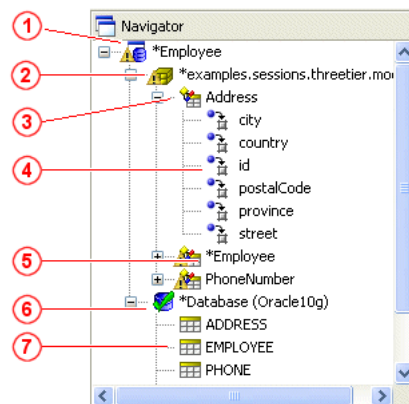 Navigator
1 *Employee
2 *examples.sessions.threetier.mo
3 Address
city
country
4 id
postalCode
province
street
5 *Employee
PhoneNumber
6 *Database (Oracle10g)
ADDRESS
7 EMPLOYEE
PHONE